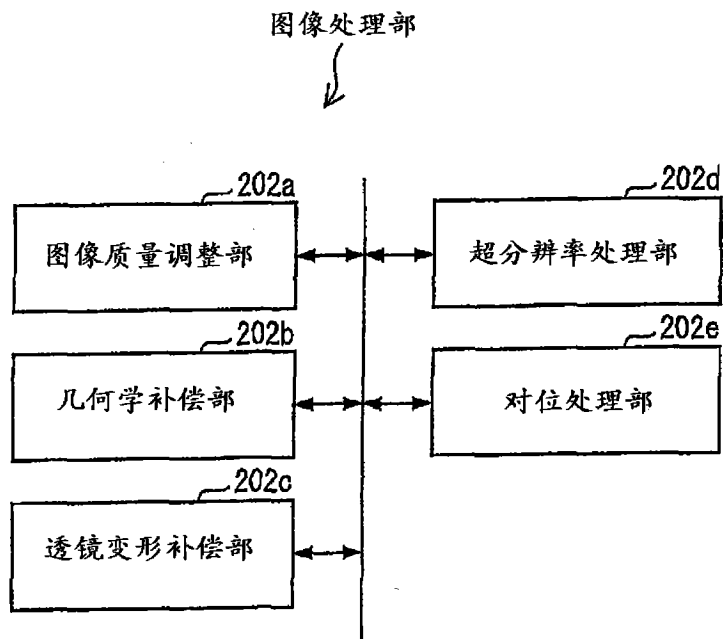 图像处理部
202a
图像质量调整部
202d
超分辨率处理部
202b
几何学补偿部
202e
对位处理部
202c
透镜变形补偿部